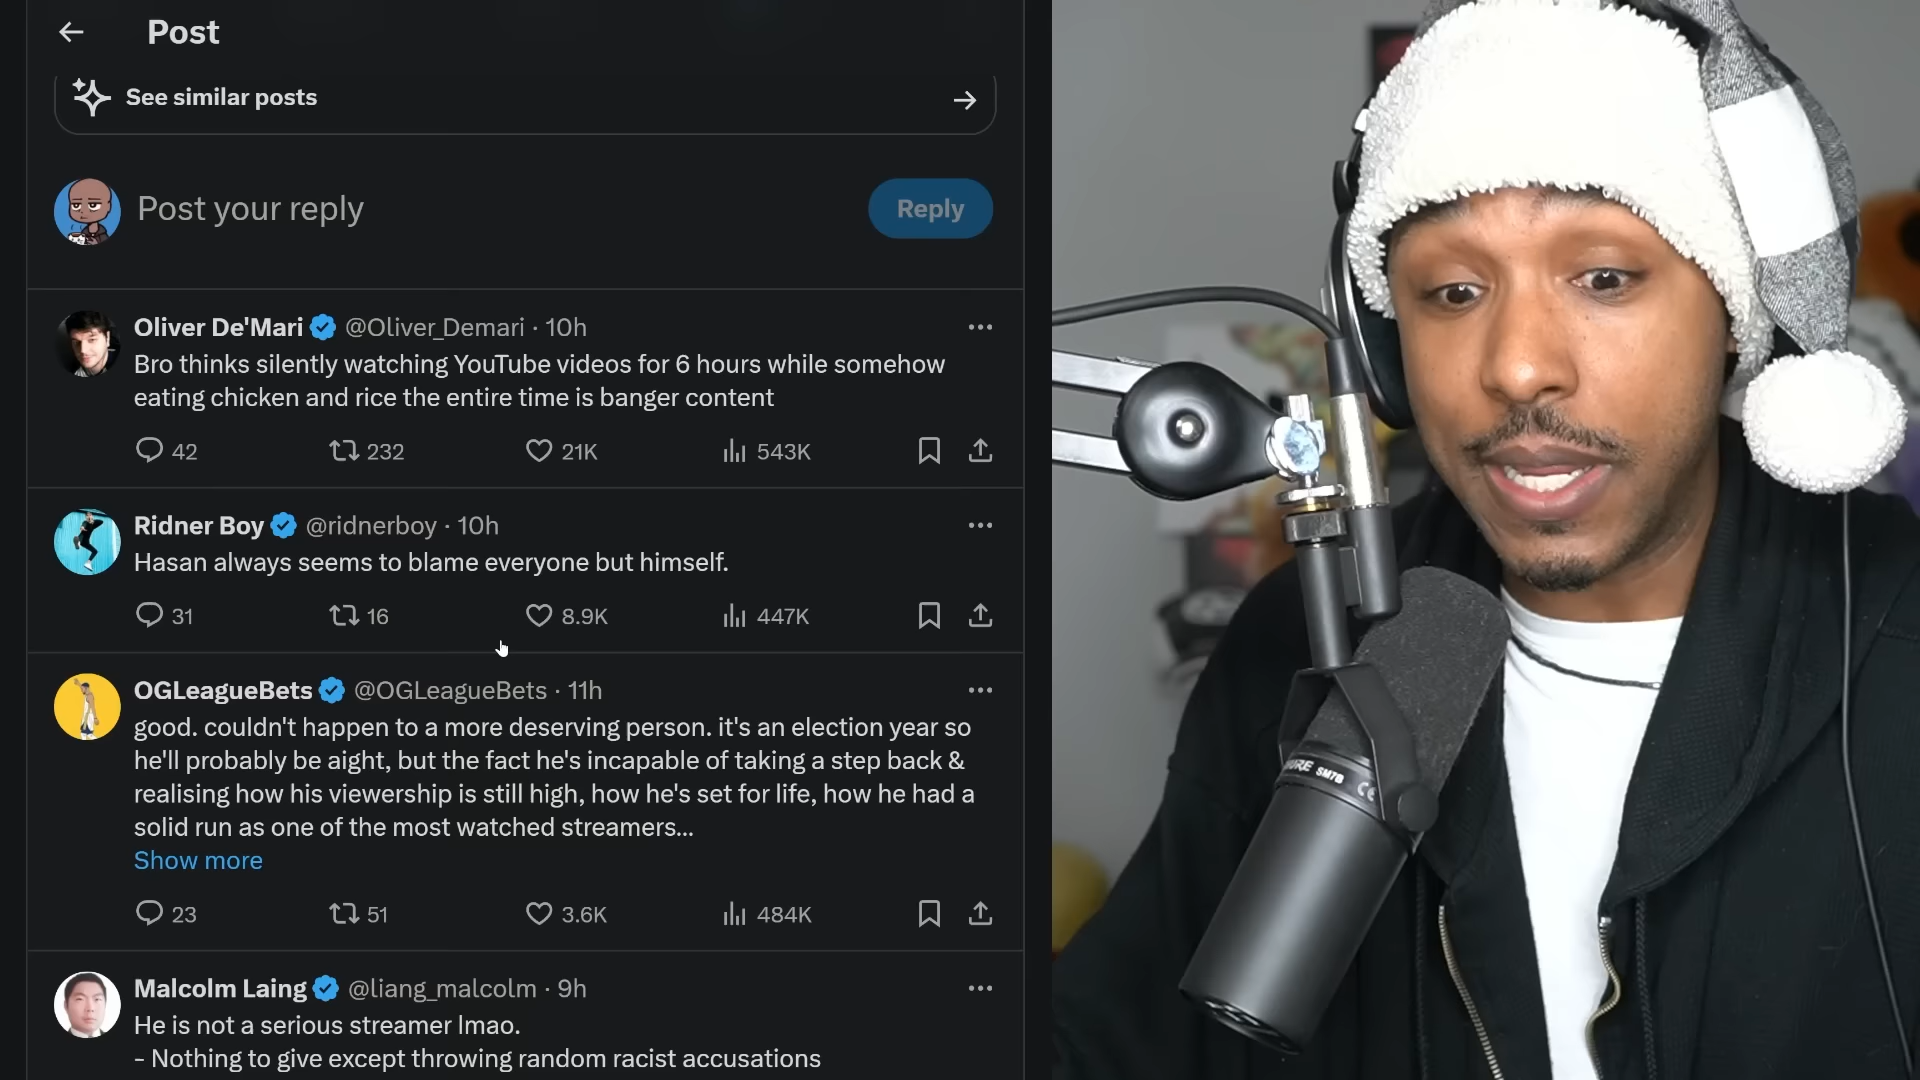 Post
See similar posts
Post your reply
Reply
Oliver De'Mari @Oliver_Demari · 10h
Bro thinks silently watching YouTube videos for 6 hours while somehow
eating chicken and rice the entire time is banger content
42 232 21K 543K
Ridner Boy @ridnerboy · 10h
Hasan always seems to blame everyone but himself.
31 16 8.9K 447K
OGLeagueBets @OGLeagueBets · 11h
good. couldn't happen to a more deserving person. it's an election year so
he'll probably be aight, but the fact he's incapable of taking a step back &
realising how his viewership is still high, how he's set for life, how he had a
solid run as one of the most watched streamers...
Show more
23 51 3.6K 484K
Malcolm Laing @liang_malcolm · 9h
He is not a serious streamer lmao.
- Nothing to give except throwing random racist accusations
SM7B